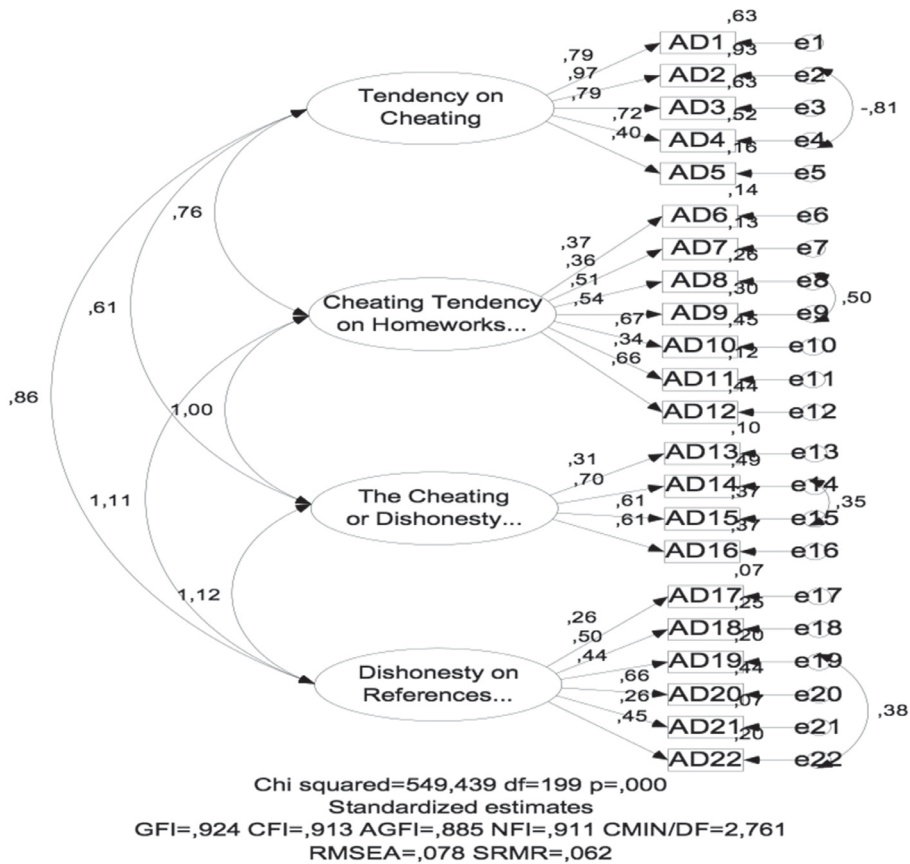 ,63
,79 AD1 e1
,93
,97 AD2 e2
,63
Tendency on
Cheating
,79 AD3 e3
-,81
,52
,72 AD4 e4
,16
,40 AD5 e5
,14
,76
AD6 e6
,13
,37
,36 AD7 e7
,26
,51 AD8 e8
,50
,30
Cheating Tendency
on Homeworks...
,54 AD9 e9
,45
,67 AD10 e10
,12
,34 AD11 e11
,44
,66 AD12 e12
,61
,86
1,00
,10
AD13 e13
,49
,31
,70 AD14 e14
,35
,37
The Cheating
or Dishonesty...
,61 AD15 e15
,37
,61 AD16 e16
1,11
,07
1,12
AD17 e17
,25
,26
,50 AD18 e18
,20
,44 AD19 e19
,44
Dishonesty on
References...
,66 AD20 e20
,38
,07
,26 AD21 e21
,20
,45 AD22 e22
Chi squared=549,439 df=199 p=,000
Standardized estimates
GFI=,924 CFI=,913 AGFI=,885 NFI=,911 CMIN/DF=2,761
RMSEA=,078 SRMR=,062